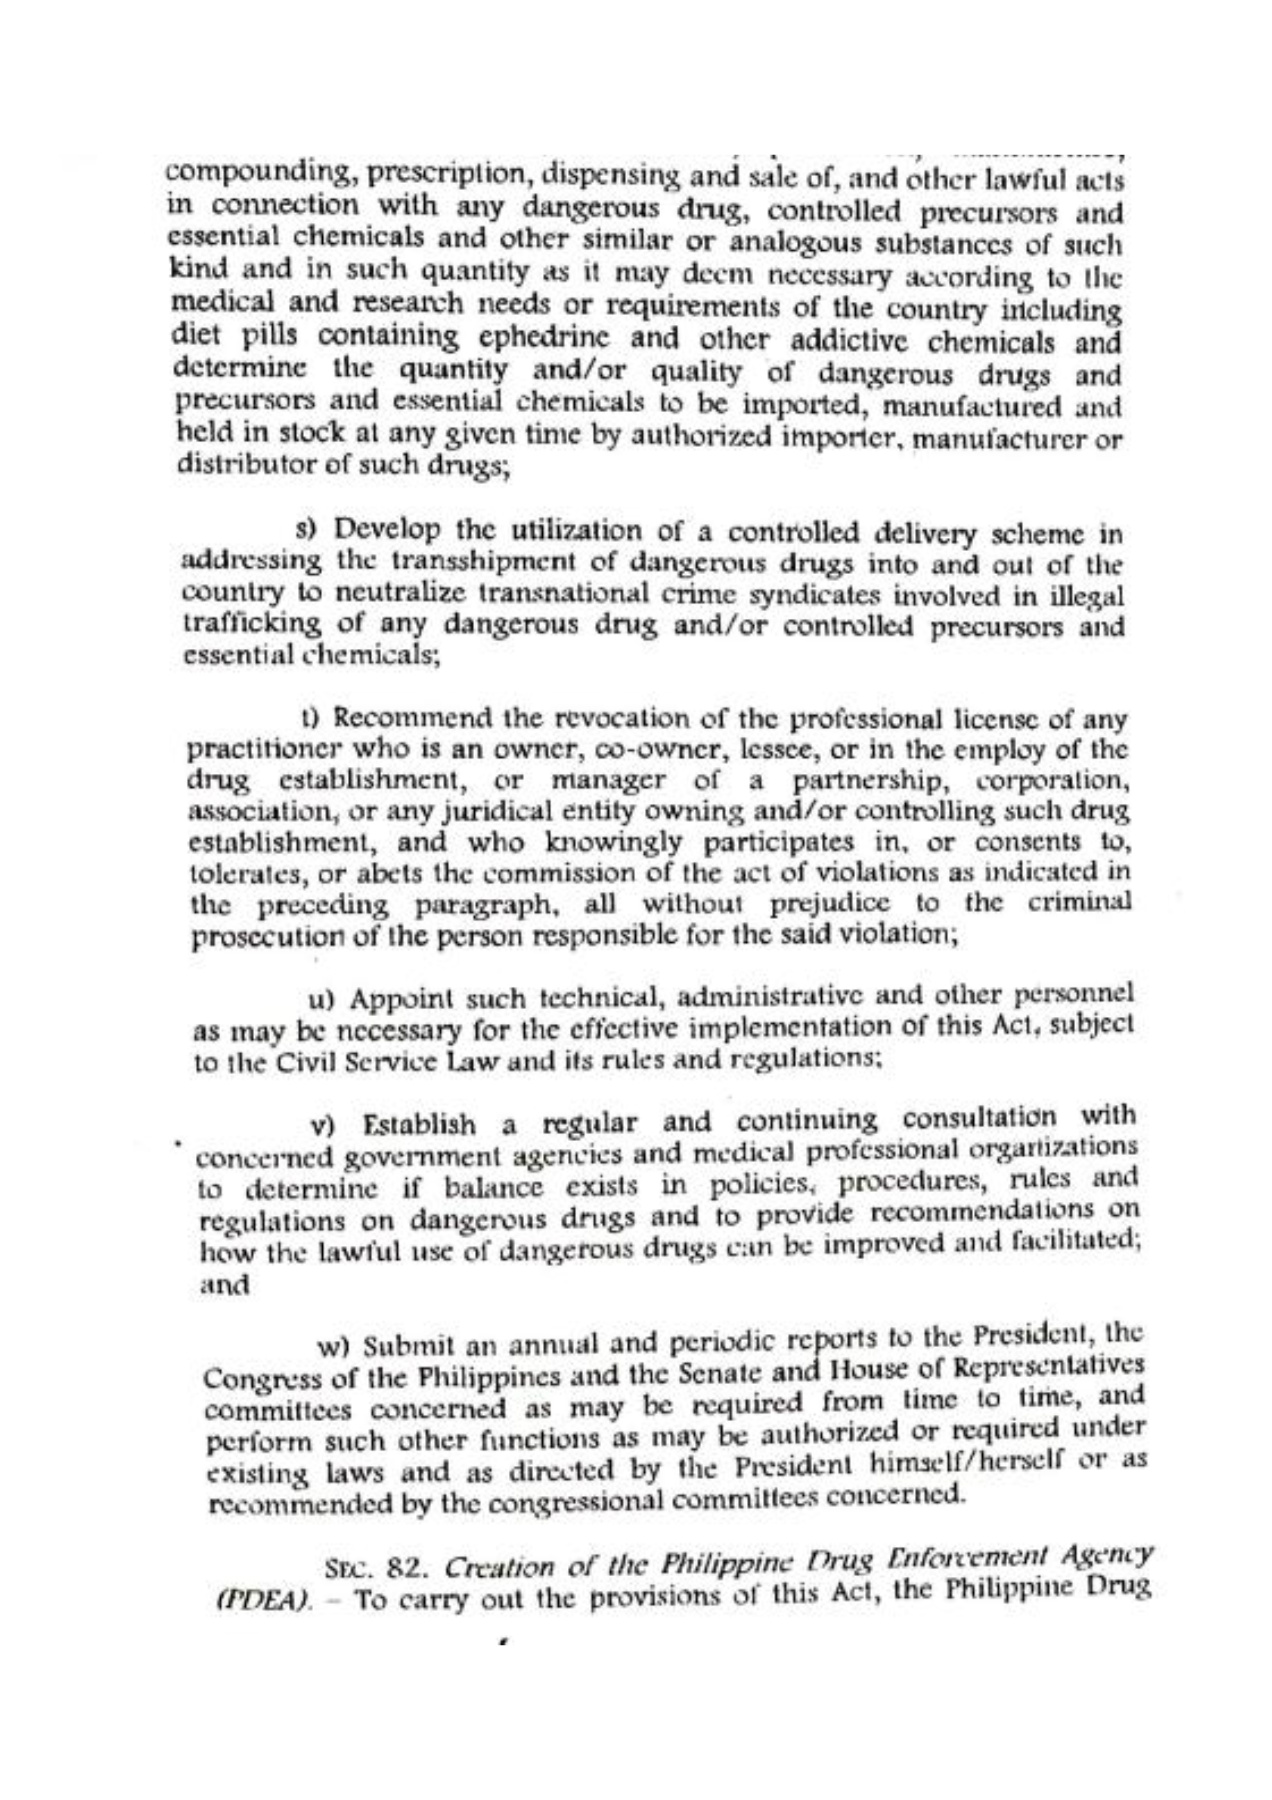 compounding, prescription, dispensing and sale of, and other lawful acts
in connection with any dangerous drug, controlled precursors and
essential chemicals and other similar or analogous substances of such
kind and in such quantity as it may deem necessary according to the
medical and research needs or requirements of the country including
diet pills containing ephedrine and other addictive chemicals and
determine the quantity and/or quality of dangerous drugs and
precursors and essential chemicals to be imported, manufactured and
held in stock at any given time by authorized importer, manufacturer or
distributor of such drugs;
s) Develop the utilization of a controlled delivery scheme in
addressing the transshipment of dangerous drugs into and out of the
country to neutralize transnational crime syndicates involved in illegal
trafficking of any dangerous drug and/or controlled precursors and
essential chemicals;
t) Recommend the revocation of the professional license of any
practitioner who is an owner, co-owner, lessee, or in the employ of the
drug establishment, or manager of a partnership, corporation,
association, or any juridical entity owning and/or controlling such drug
establishment, and who knowingly participates in, or consents to,
tolerates, or abets the commission of the act of violations as indicated in
the preceding paragraph, all without prejudice to the criminal
prosecution of the person responsible for the said violation;
u) Appoint such technical, administrative and other personnel
as may be necessary for the effective implementation of this Act, subject
to the Civil Service Law and its rules and regulations;
v) Establish a regular and continuing consultation with
concerned government agencies and medical professional organizations
to determine if balance exists in policies, procedures, rules and
regulations on dangerous drugs and to provide recommendations on
how the lawful use of dangerous drugs can be improved and facilitated;
and
w) Submit an annual and periodic reports to the President, the
Congress of the Philippines and the Senate and House of Representatives
committees concerned as may be required from time to time, and
perform such other functions as may be authorized or required under
existing laws and as directed by the President himself/herself or as
recommended by the congressional committees concerned.
SEC. 82. Creation of the Philippine Drug Enforcement Agency
(PDEA). – To carry out the provisions of this Act, the Philippine Drug